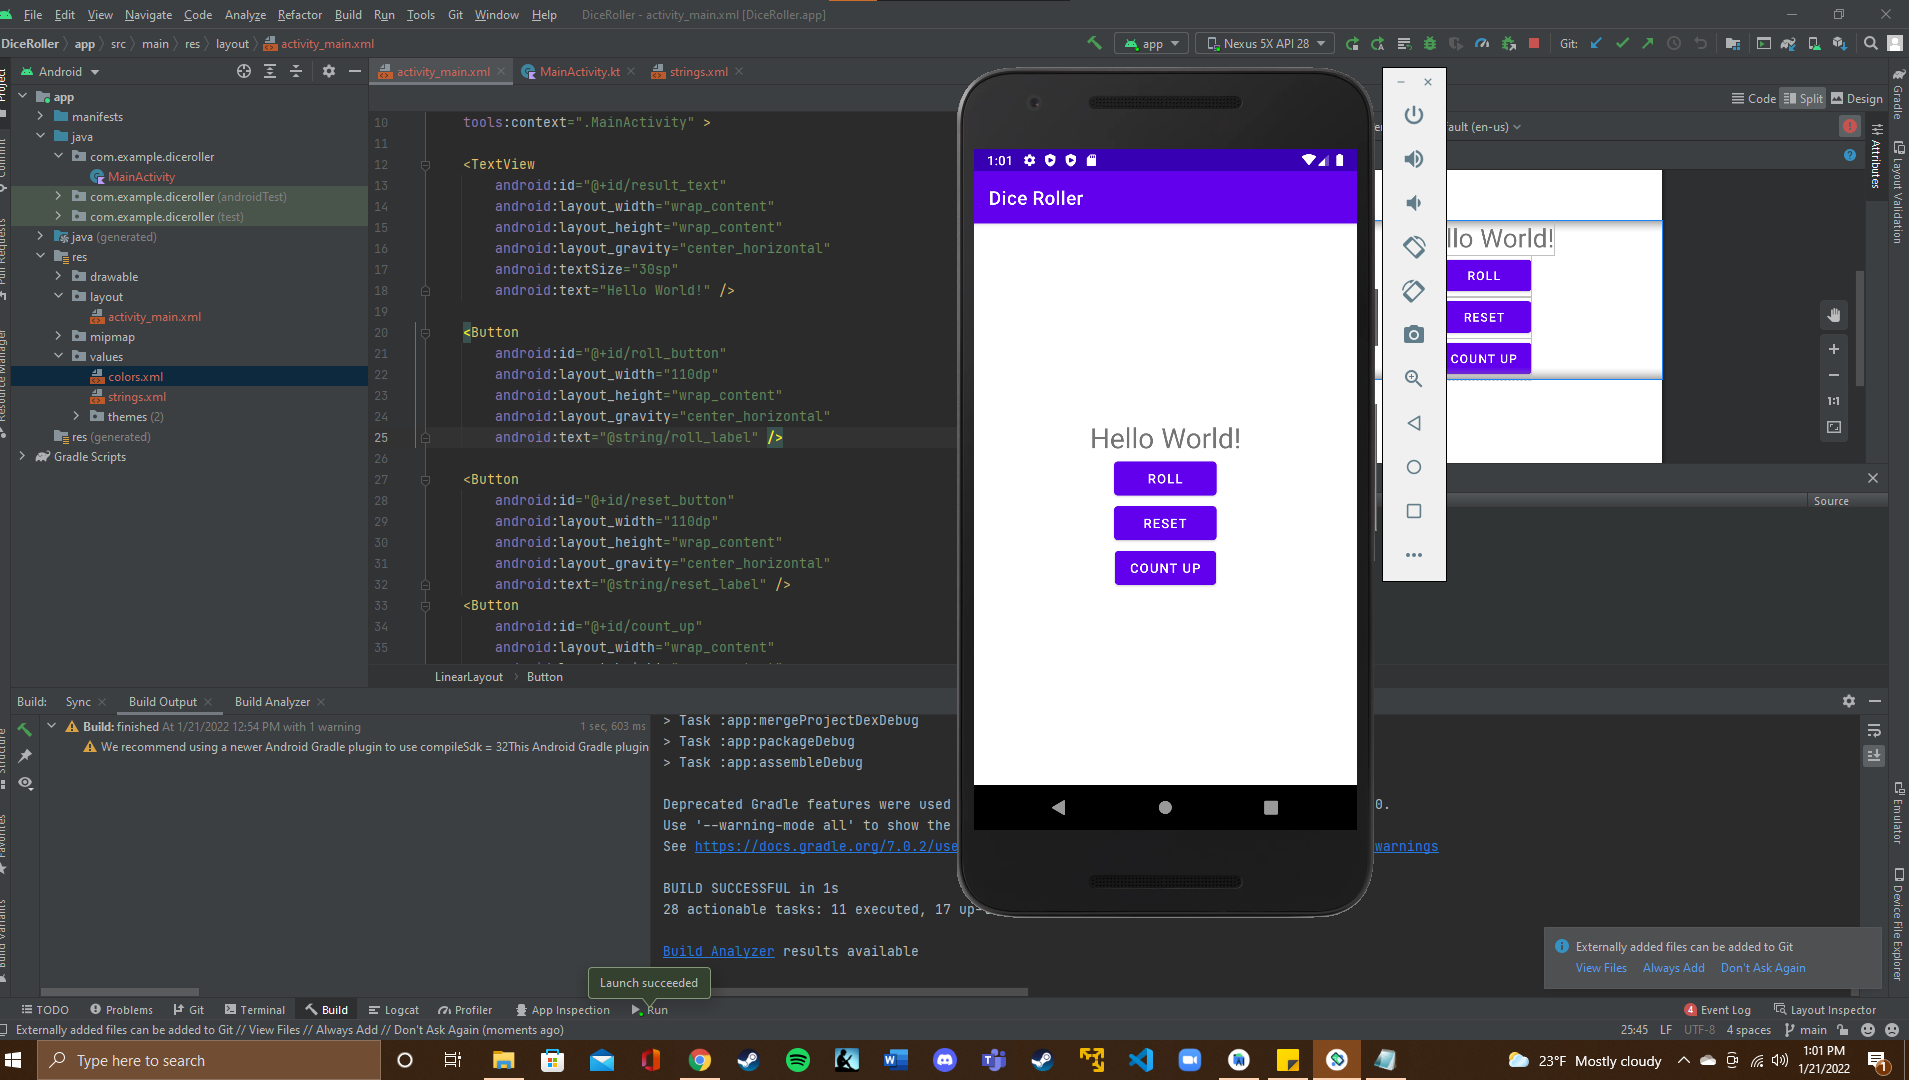 File Edit View Navigate Code Analyze Refactor Build Run Tools Git Window Help DiceRoller - activity_main.xml [DiceRoller.app]
DiceRoller app src main res layout activity_main.xml
app Nexus 5X API 28 Git:
Android
activity_main.xml MainActivity.kt strings.xml
Code Split Design
app
manifests
java
com.example.diceroller
MainActivity
com.example.diceroller (androidTest)
com.example.diceroller (test)
java (generated)
res
drawable
layout
activity_main.xml
mipmap
values
colors.xml
strings.xml
themes (2)
res (generated)
Gradle Scripts
10 tools:context=".MainActivity" >
11
12 <TextView
13 android:id="@+id/result_text"
14 android:layout_width="wrap_content"
15 android:layout_height="wrap_content"
16 android:layout_gravity="center_horizontal"
17 android:textSize="30sp"
18 android:text="Hello World!" />
19
20 <Button
21 android:id="@+id/roll_button"
22 android:layout_width="110dp"
23 android:layout_height="wrap_content"
24 android:layout_gravity="center_horizontal"
25 android:text="@string/roll_label" />
26
27 <Button
28 android:id="@+id/reset_button"
29 android:layout_width="110dp"
30 android:layout_height="wrap_content"
31 android:layout_gravity="center_horizontal"
32 android:text="@string/reset_label" />
33 <Button
34 android:id="@+id/count_up"
35 android:layout_width="wrap_content"
LinearLayout Button
1:01
Dice Roller
Hello World!
ROLL
RESET
COUNT UP
(en-us)
World!
ROLL
RESET
COUNT UP
1:1
Source
Gradle
Attributes
Layout Validation
Emulator
Device File Explorer
Project
Resource Manager
Build: Sync Build Output Build Analyzer
Build: finished At 1/21/2022 12:54 PM with 1 warning 1 sec, 603 ms
We recommend using a newer Android Gradle plugin to use compileSdk = 32This Android Gradle plugin
> Task :app:mergeProjectDexDebug
> Task :app:packageDebug
> Task :app:assembleDebug
Deprecated Gradle features were used 0.
Use '--warning-mode all' to show the
See https://docs.gradle.org/7.0.2/use warnings
BUILD SUCCESSFUL in 1s
28 actionable tasks: 11 executed, 17 up-
Build Analyzer results available
Launch succeeded
Externally added files can be added to Git
View Files Always Add Don't Ask Again
TODO Problems Git Terminal Build Logcat Profiler App Inspection Run 4 Event Log Layout Inspector
Externally added files can be added to Git // View Files // Always Add // Don't Ask Again (moments ago) 25:45 LF UTF-8 4 spaces main
Type here to search
23°F Mostly cloudy
1:01 PM
1/21/2022
1